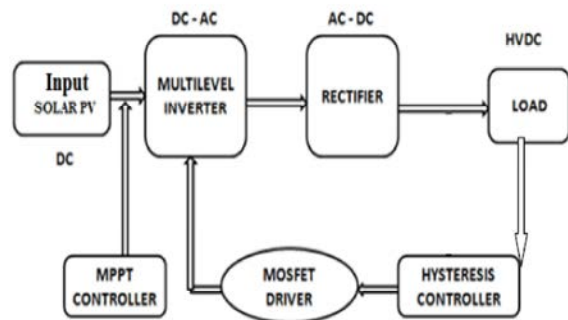 DC - AC
AC - DC
HVDC
Input
SOLAR PV
MULTILEVEL
INVERTER
RECTIFIER
LOAD
DC
MPPT
CONTROLLER
MOSFET
DRIVER
HYSTERESIS
CONTROLLER